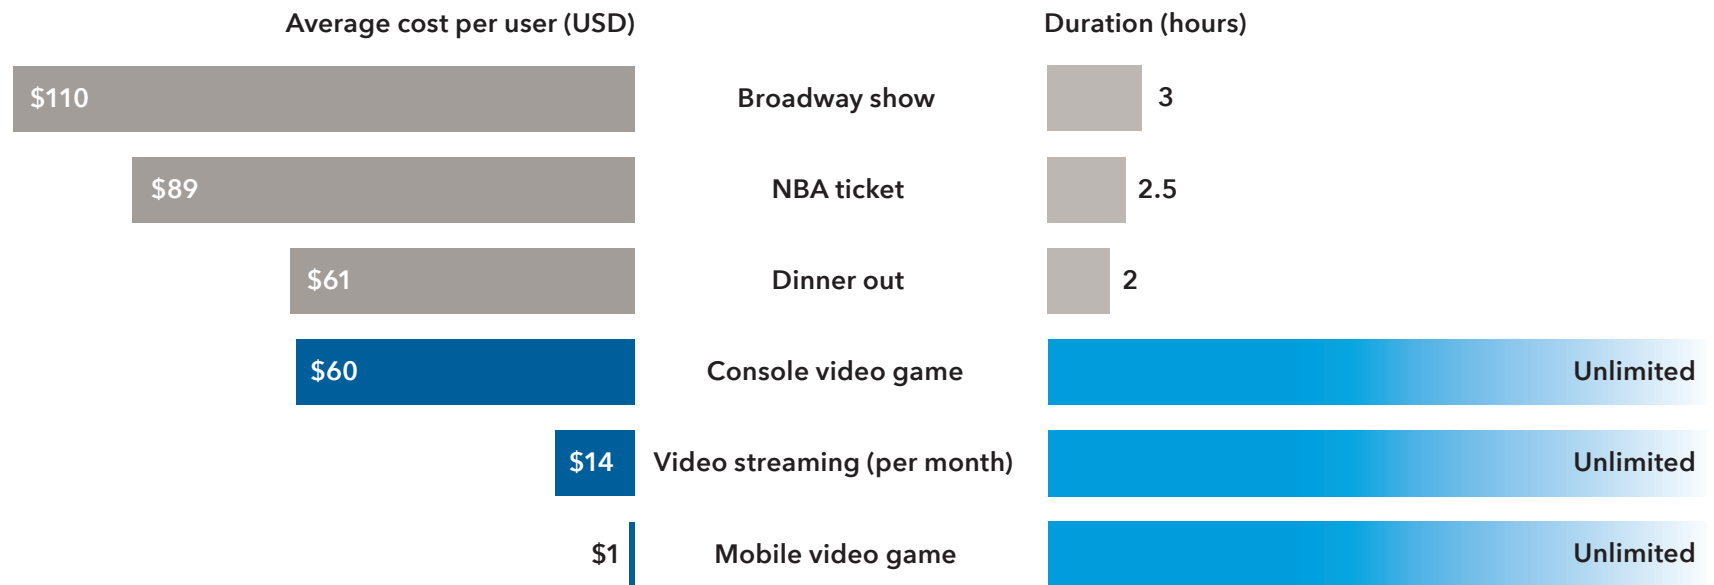 Average cost per user (USD) Duration (hours)
$110 Broadway show 3
$89 NBA ticket 2.5
$61 Dinner out 2
$60 Console video game Unlimited
$14 Video streaming (per month) Unlimited
$1 Mobile video game Unlimited